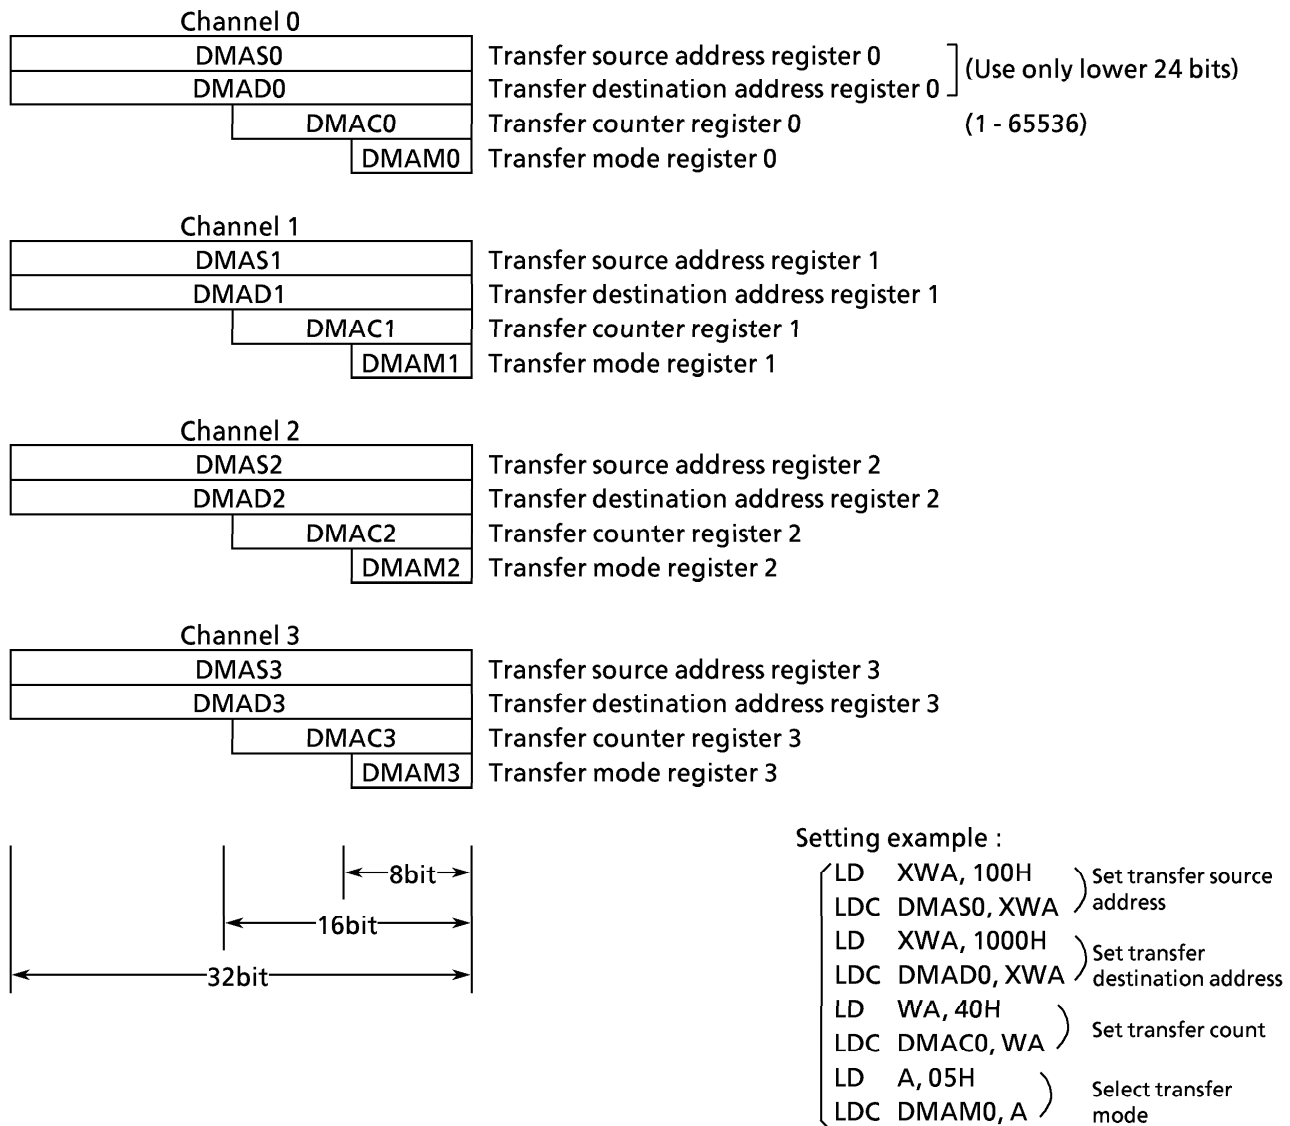 Channel 0
DMAS0 Transfer source address register 0
(Use only lower 24 bits)
DMAD0 Transfer destination address register 0
DMAC0 Transfer counter register 0 (1 - 65536)
DMAM0 Transfer mode register 0
Channel 1
DMAS1 Transfer source address register 1
DMAD1 Transfer destination address register 1
DMAC1 Transfer counter register 1
DMAM1 Transfer mode register 1
Channel 2
DMAS2 Transfer source address register 2
DMAD2 Transfer destination address register 2
DMAC2 Transfer counter register 2
DMAM2 Transfer mode register 2
Channel 3
DMAS3 Transfer source address register 3
DMAD3 Transfer destination address register 3
DMAC3 Transfer counter register 3
DMAM3 Transfer mode register 3
8bit
16bit
32bit
Setting example :
LD XWA, 100H
LDC DMAS0, XWA
Set transfer source
address
LD XWA, 1000H
LDC DMAD0, XWA
Set transfer
destination address
LD WA, 40H
LDC DMAC0, WA
Set transfer count
LD A, 05H
LDC DMAM0, A
Select transfer
mode